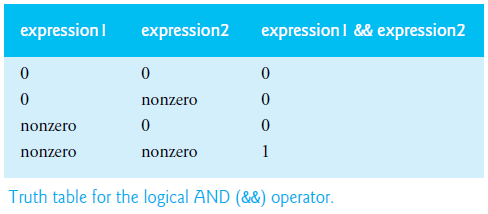 expression1 expression2 expression1 && expression2
0 0 0
0 nonzero 0
nonzero 0 0
nonzero nonzero 1
Truth table for the logical AND (&&) operator.